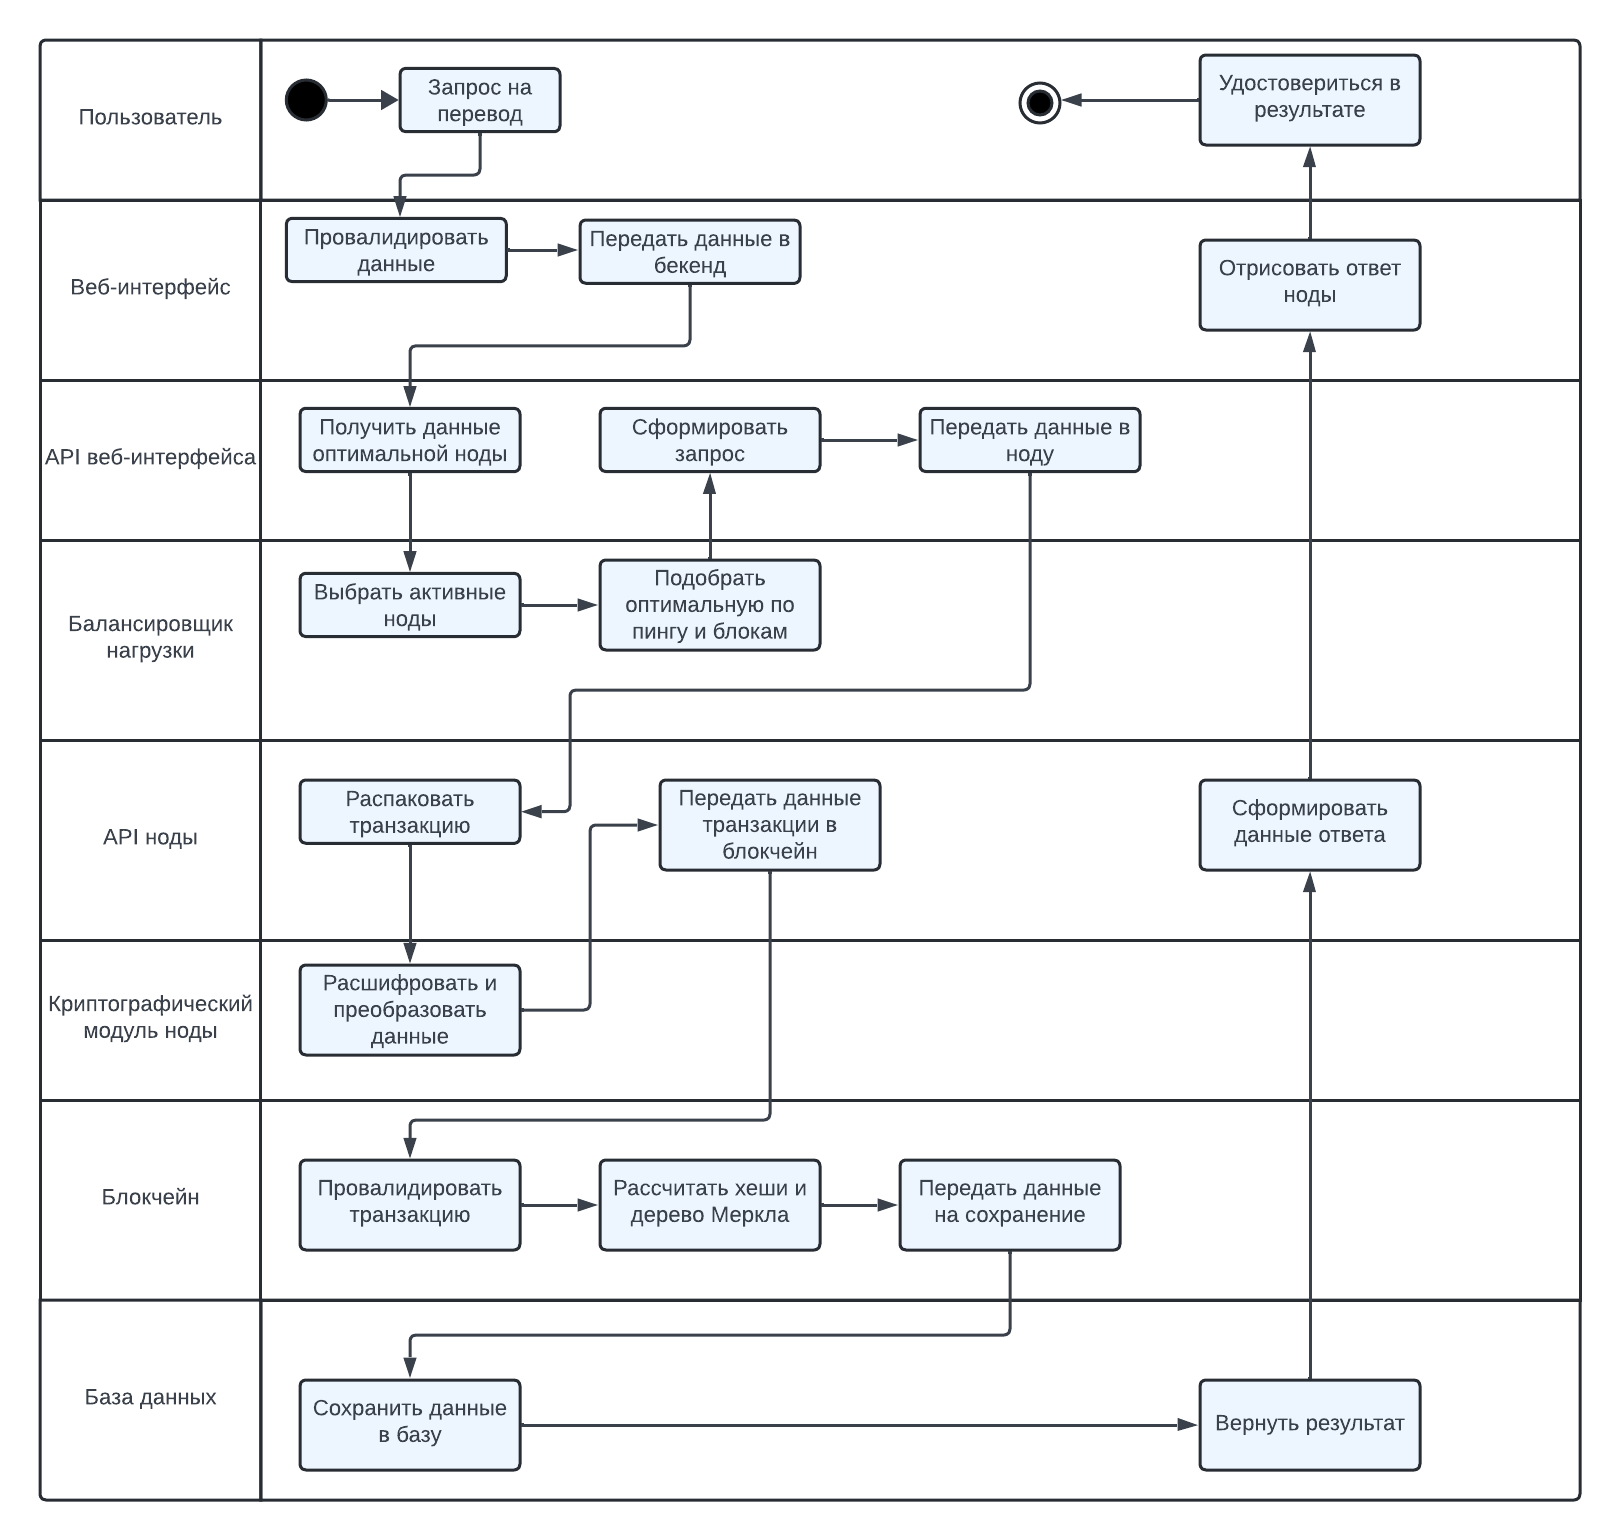 Пользователь
Запрос на
перевод
Удостовериться в
результате
Веб-интерфейс
Провалидировать
данные
Передать данные в
бекенд
Отрисовать ответ
ноды
API веб-интерфейса
Получить данные
оптимальной ноды
Сформировать
запрос
Передать данные в
ноду
Балансировщик
нагрузки
Выбрать активные
ноды
Подобрать
оптимальную по
пингу и блокам
API ноды
Распаковать
транзакцию
Передать данные
транзакции в
блокчейн
Сформировать
данные ответа
Криптографический
модуль ноды
Расшифровать и
преобразовать
данные
Блокчейн
Провалидировать
транзакцию
Рассчитать хеши и
дерево Меркла
Передать данные
на сохранение
База данных
Сохранить данные
в базу
Вернуть результат